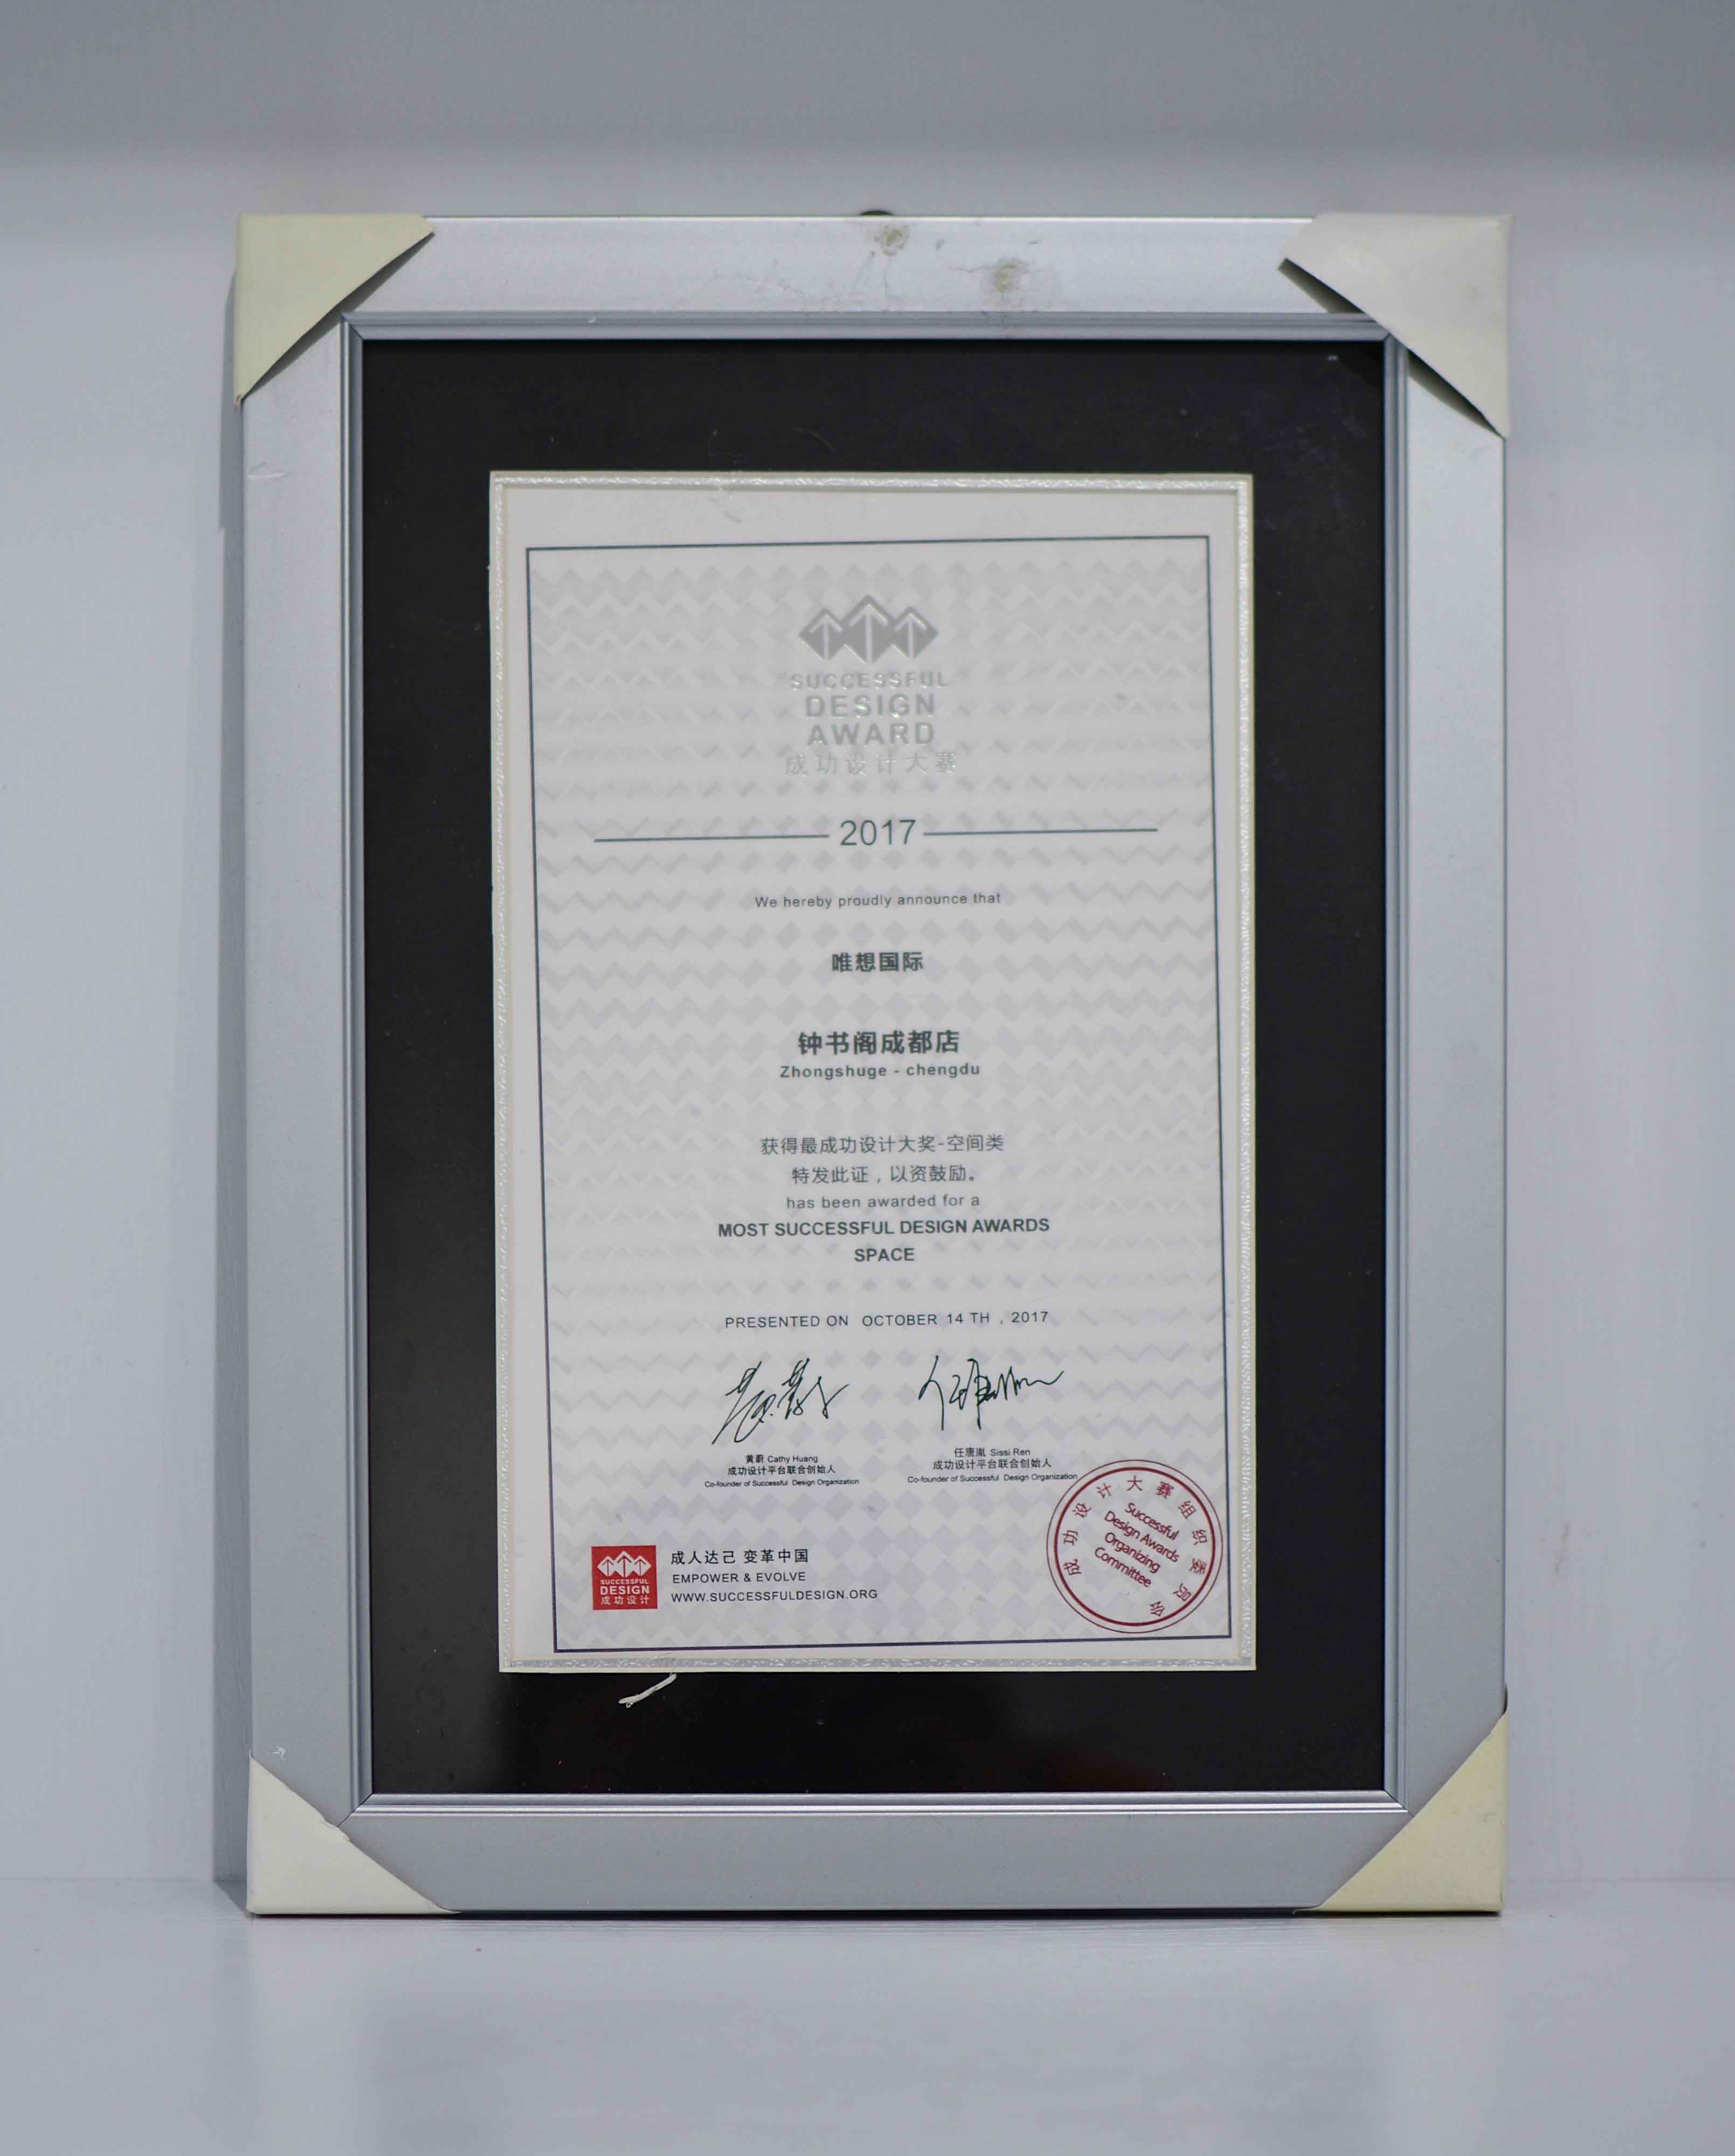 SUCCESSFUL
DESIGN
AWARD
成功设计大赛
2017
We hereby proudly announce that
唯想国际
钟书阁成都店
Zhongshuge - chengdu
获得最成功设计大奖-空间类
特发此证，以资鼓励。
has been awarded for a
MOST SUCCESSFUL DESIGN AWARDS
SPACE
PRESENTED ON OCTOBER 14 TH , 2017
黄蔚 Cathy Huang
成功设计平台联合创始人
Co-founder of Successful Design Organization
任唐胤 Sissi Ren
成功设计平台联合创始人
Co-founder of Successful Design Organization
SUCCESSFUL
DESIGN
成功设计
成人达己 变革中国
EMPOWER & EVOLVE
WWW.SUCCESSFULDESIGN.ORG
成功设计大赛组织委员会
Successful
Design Awards
Organizing
Committee